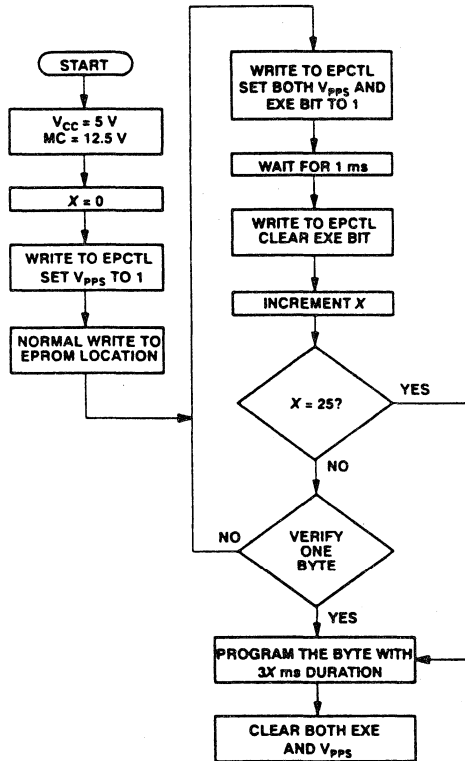 START
V_CC = 5 V
MC = 12.5 V
X = 0
WRITE TO EPCTL
SET V_PPS TO 1
NORMAL WRITE TO
EPROM LOCATION
WRITE TO EPCTL
SET BOTH V_PPS AND
EXE BIT TO 1
WAIT FOR 1 ms
WRITE TO EPCTL
CLEAR EXE BIT
INCREMENT X
X = 25?
YES
NO
VERIFY
ONE
BYTE
NO
YES
PROGRAM THE BYTE WITH
3X ms DURATION
CLEAR BOTH EXE
AND V_PPS